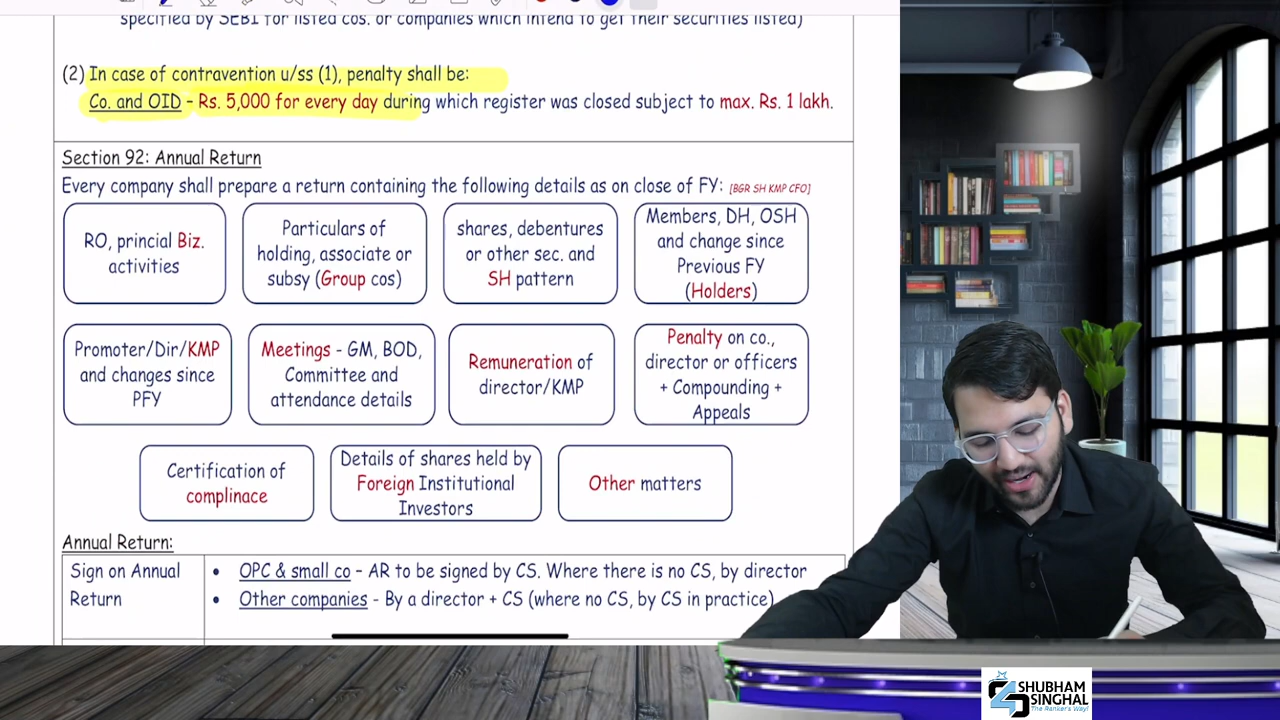 specified by SEBI for listed cos. or companies which intend to get their securities listed)
(2) In case of contravention u/ss (1), penalty shall be:
Co. and OID – Rs. 5,000 for every day during which register was closed subject to max. Rs. 1 lakh.
Section 92: Annual Return
Every company shall prepare a return containing the following details as on close of FY: [BGR SH KMP CFO]
RO, princial Biz.
activities
Particulars of
holding, associate or
subsy (Group cos)
shares, debentures
or other sec. and
SH pattern
Members, DH, OSH
and change since
Previous FY
(Holders)
Promoter/Dir/KMP
and changes since
PFY
Meetings - GM, BOD,
Committee and
attendance details
Remuneration of
director/KMP
Penalty on co.,
director or officers
+ Compounding +
Appeals
Certification of
complinace
Details of shares held by
Foreign Institutional
Investors
Other matters
Annual Return:
Sign on Annual
Return
• OPC & small co – AR to be signed by CS. Where there is no CS, by director
• Other companies - By a director + CS (where no CS, by CS in practice)
SHUBHAM
SINGHAL
The Ranker's Way!